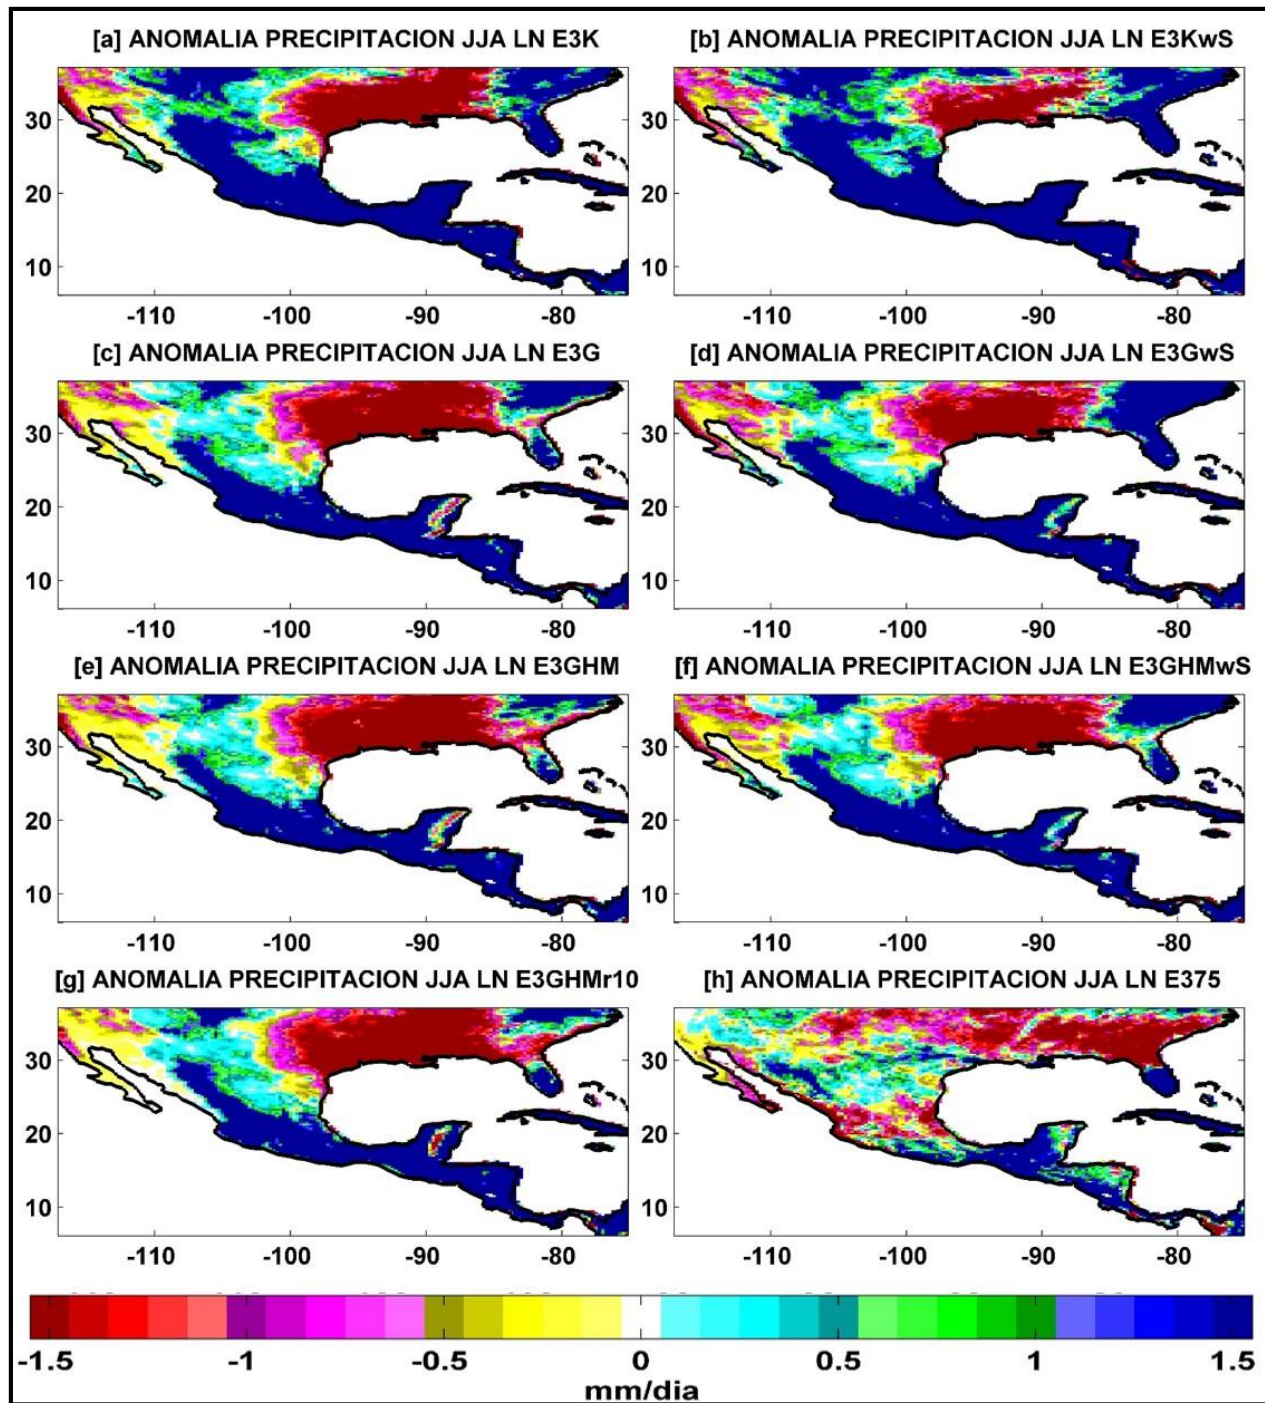 [a] ANOMALIA PRECIPITACION JJA LN E3K
[b] ANOMALIA PRECIPITACION JJA LN E3KwS
30
20
10
-110 -100 -90 -80
30
20
10
-110 -100 -90 -80
[c] ANOMALIA PRECIPITACION JJA LN E3G
[d] ANOMALIA PRECIPITACION JJA LN E3GwS
30
20
10
-110 -100 -90 -80
30
20
10
-110 -100 -90 -80
[e] ANOMALIA PRECIPITACION JJA LN E3GHM
[f] ANOMALIA PRECIPITACION JJA LN E3GHMwS
30
20
10
-110 -100 -90 -80
30
20
10
-110 -100 -90 -80
[g] ANOMALIA PRECIPITACION JJA LN E3GHMr10
[h] ANOMALIA PRECIPITACION JJA LN E375
30
20
10
-110 -100 -90 -80
30
20
10
-110 -100 -90 -80
-1.5 -1 -0.5 0 0.5 1 1.5
mm/dia